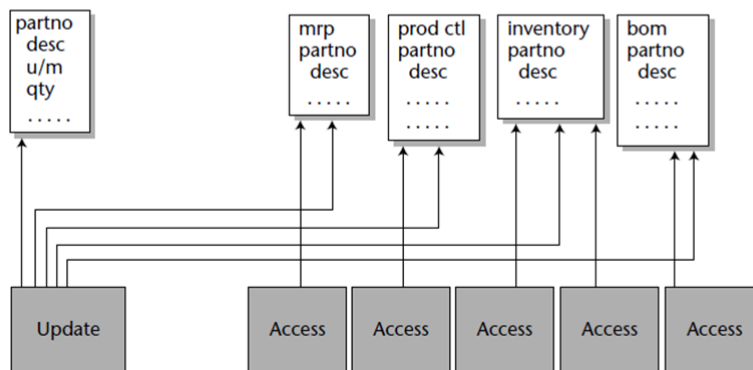 partno
desc
u/m
qty
.....
mrp
partno
desc
.....
prod ctl
partno
desc
.....
.....
inventory
partno
desc
.....
bom
partno
desc
.....
.....
Update
Access
Access
Access
Access
Access